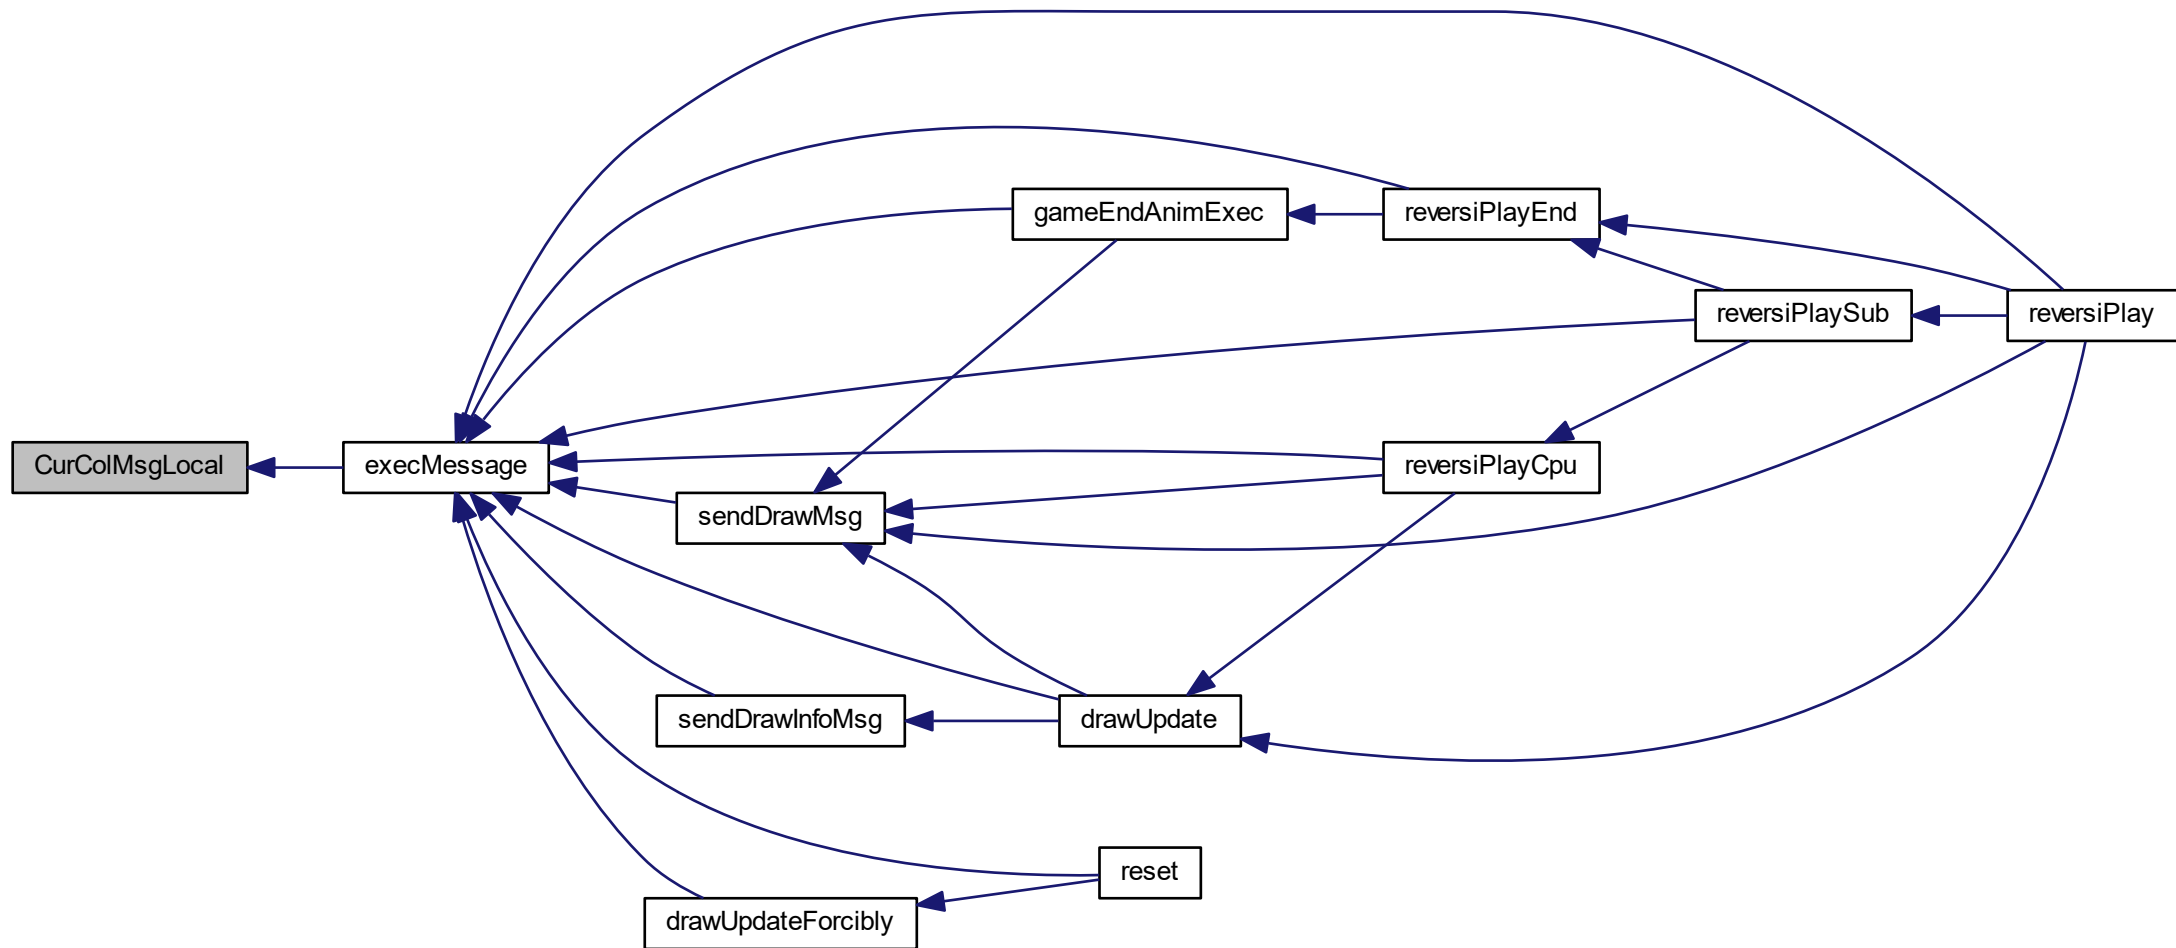 gameEndAnimExec
reversiPlayEnd
reversiPlaySub
reversiPlay
CurColMsgLocal
execMessage
reversiPlayCpu
sendDrawMsg
sendDrawInfoMsg
drawUpdate
reset
drawUpdateForcibly